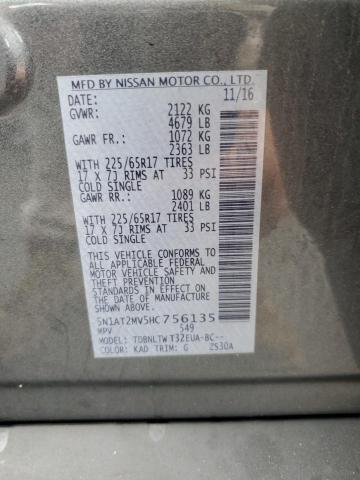 MFD BY NISSAN MOTOR CO., LTD.
DATE: 11/16
GVWR: 2122 KG
4679 LB
GAWR FR.: 1072 KG
2363 LB
WITH 225/65R17 TIRES
17 X 7J RIMS AT 33 PSI
COLD SINGLE
GAWR RR.: 1089 KG
2401 LB
WITH 225/65R17 TIRES
17 X 7J RIMS AT 33 PSI
COLD SINGLE
THIS VEHICLE CONFORMS TO ALL
APPLICABLE U.S. FEDERAL MOTOR
VEHICLE SAFETY, BUMPER, AND
THEFT PREVENTION
STANDARDS IN EFFECT ON THE DATE
OF THE MANUFACTURE SHOWN
ABOVE.
5N1AT2MV5HC756135
MPV 549
MODEL: TDBNLTW T32EUA-BC--
COLOR: KAD TRIM: G 2S30A